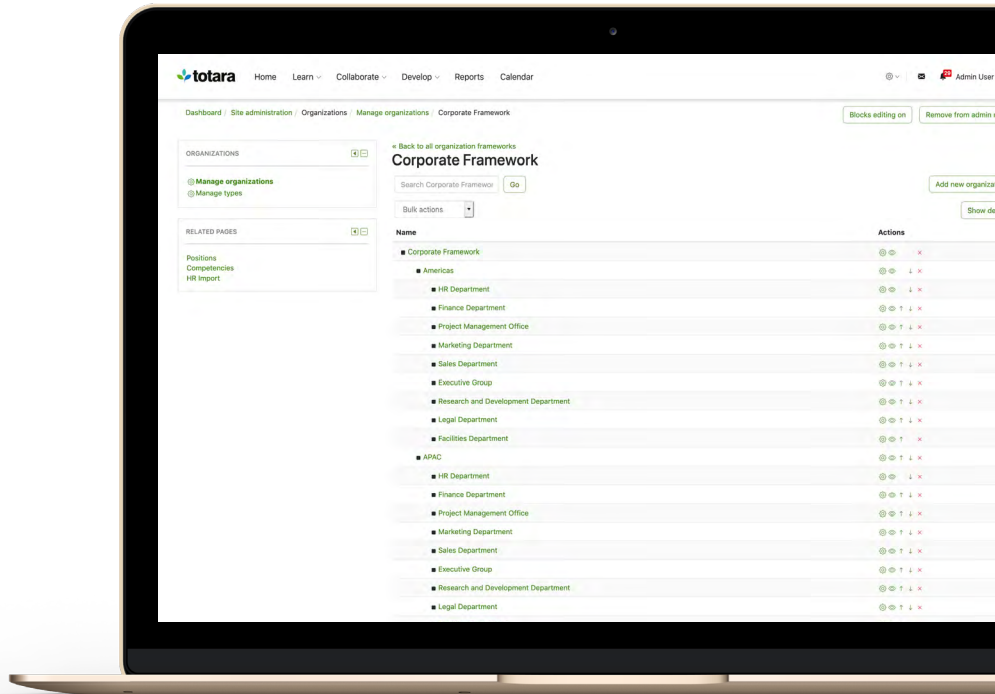 totara Home Learn Collaborate Develop Reports Calendar 29 Admin User
Dashboard / Site administration / Organizations / Manage organizations / Corporate Framework
Blocks editing on Remove from admin
ORGANIZATIONS
Manage organizations
Manage types
RELATED PAGES
Positions
Competencies
HR Import
« Back to all organization frameworks
Corporate Framework
Search Corporate Framewor Go
Add new organiza
Bulk actions
Show de
Name Actions
Corporate Framework
Americas
HR Department
Finance Department
Project Management Office
Marketing Department
Sales Department
Executive Group
Research and Development Department
Legal Department
Facilities Department
APAC
HR Department
Finance Department
Project Management Office
Marketing Department
Sales Department
Executive Group
Research and Development Department
Legal Department